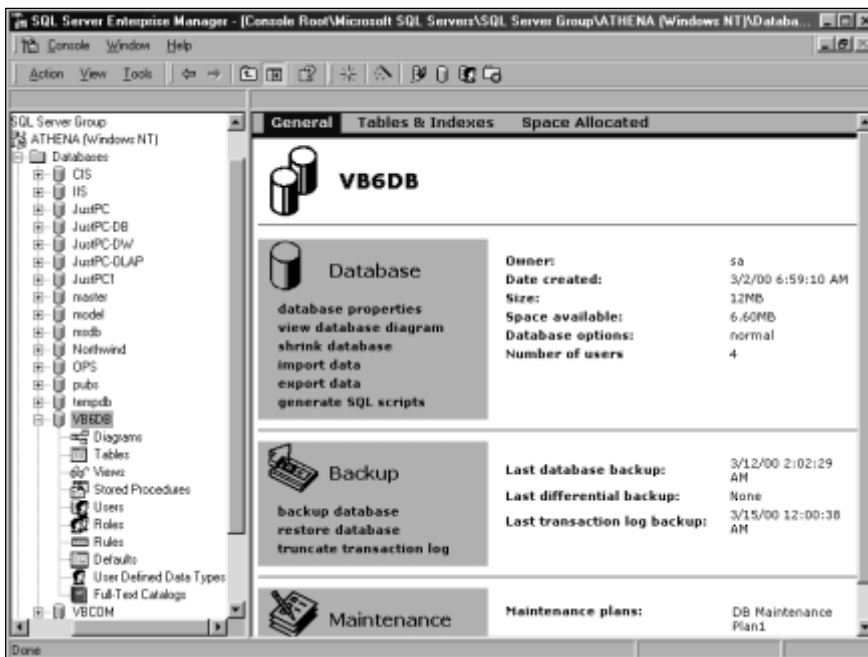 SQL Server Enterprise Manager - [Console Root\Microsoft SQL Servers\SQL Server Group\ATHENA (Windows NT)\Databa...
Console Window Help
Action View Tools
SQL Server Group
ATHENA (Windows NT)
Databases
CIS
IIS
JustPC
JustPC-DB
JustPC-DW
JustPC-OLAP
JustPC1
master
model
msdb
Northwind
OPS
pubs
tempdb
VB6DB
Diagrams
Tables
Views
Stored Procedures
Users
Roles
Rules
Defaults
User Defined Data Types
Full-Text Catalogs
VBCOM
General Tables & Indexes Space Allocated
VB6DB
Database
database properties
view database diagram
shrink database
import data
export data
generate SQL scripts
Owner: sa
Date created: 3/2/00 6:59:10 AM
Size: 12MB
Space available: 6.60MB
Database options: normal
Number of users 4
Backup
backup database
restore database
truncate transaction log
Last database backup: 3/12/00 2:02:29 AM
Last differential backup: None
Last transaction log backup: 3/15/00 12:00:38 AM
Maintenance
Maintenance plans: DB Maintenance Plan1
Done